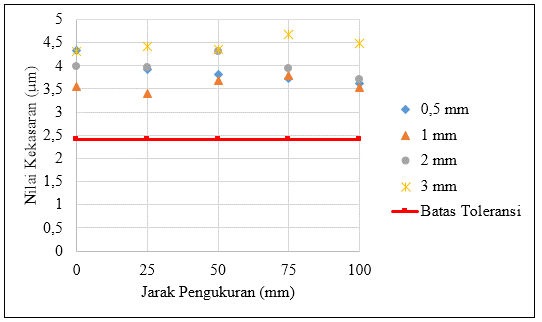 5
4,5
4
3,5
3
2,5
2
1,5
1
0,5
0
0 25 50 75 100
Nilai Kekasaran (μm)
Jarak Pengukuran (mm)
0,5 mm
1 mm
2 mm
3 mm
Batas Toleransi